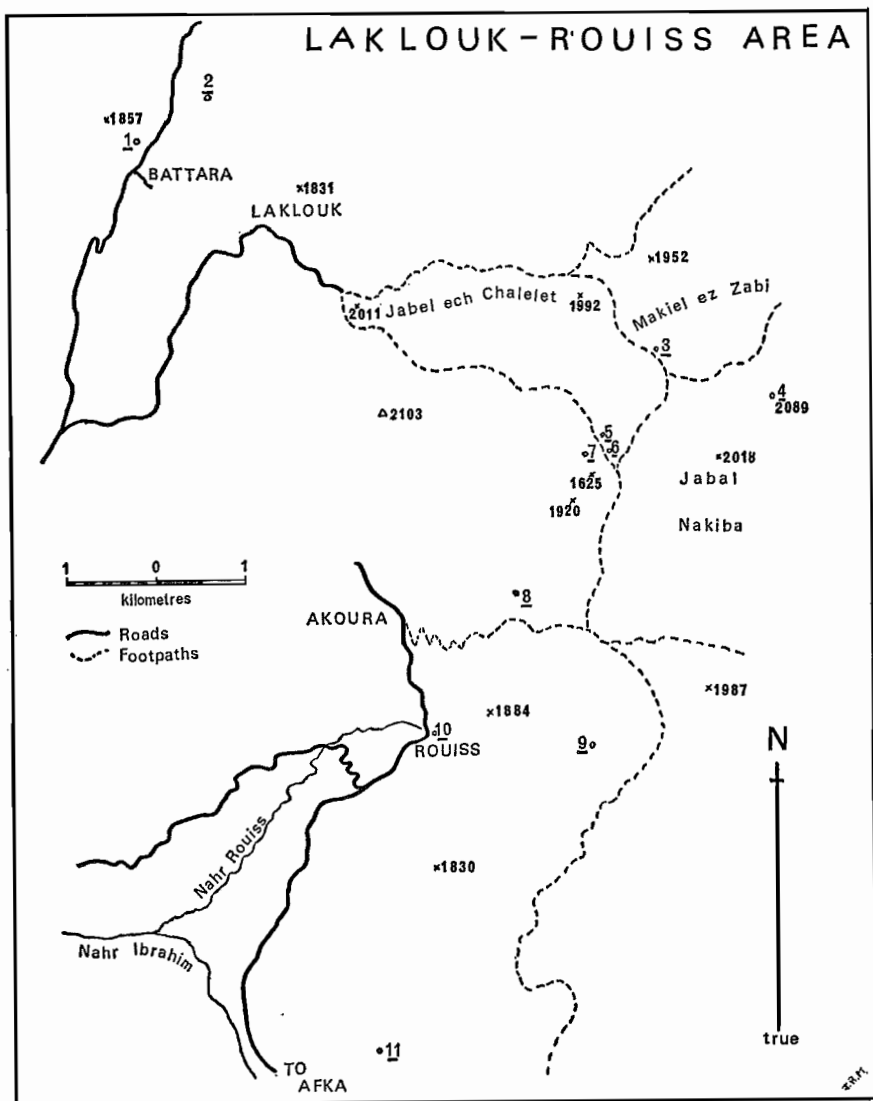 LAKLOUK-R'OUISS AREA
2
×1857
1
BATTARA
×1831
LAKLOUK
×1952
2011
Jabel ech Chalelet
1992
Makiel ez Zabi
3
4
2089
2103
5
7
6
1625
×2018
Jabal
1920
Nakiba
1 0 1
kilometres
Roads
Footpaths
AKOURA
8
×1987
×1884
10
ROUISS
9
N
Nahr Rouiss
×1830
Nahr Ibrahim
true
11
TO
AFKA